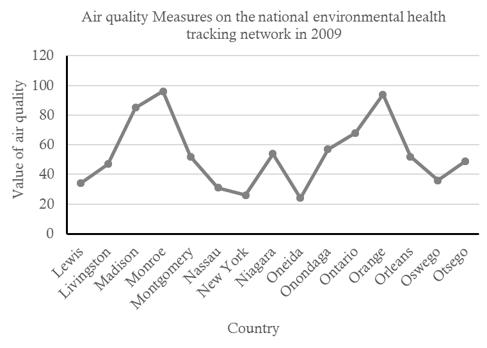 Air quality Measures on the national environmental health
tracking network in 2009
Value of air quality
120
100
80
60
40
20
0
Lewis
Livingston
Madison
Monroe
Montgomery
Nassau
New York
Niagara
Oneida
Onondaga
Ontario
Orange
Orleans
Oswego
Otsego
Country